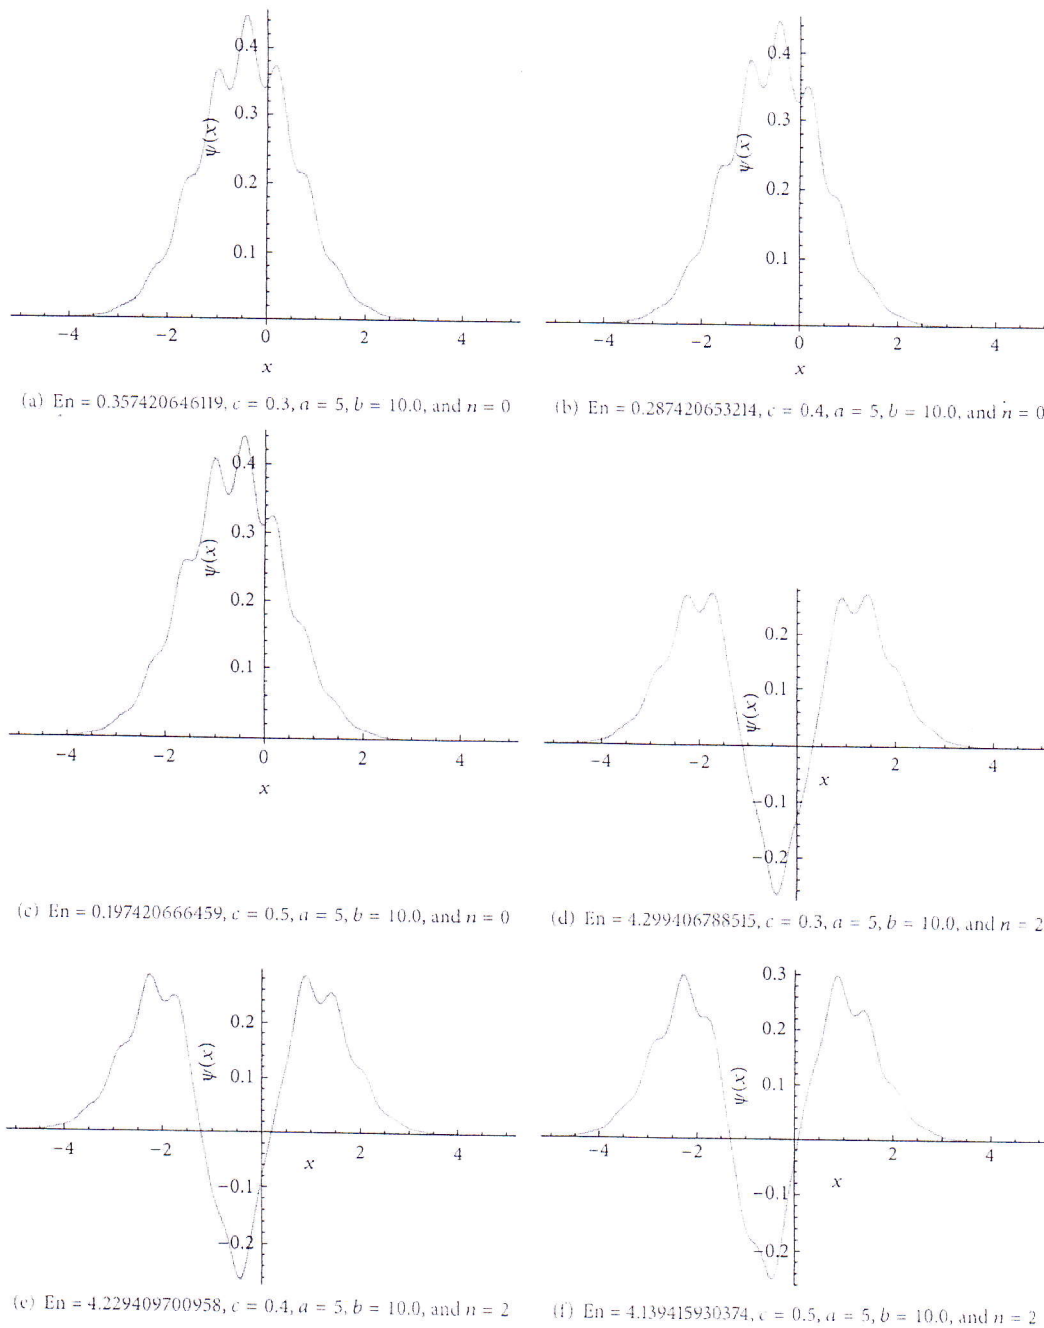 0.4
0.3
0.2
0.1
ψ(x)
−4
−2
0
2
4
x
(a) En = 0.357420646119, c = 0.3, a = 5, b = 10.0, and n = 0
0.4
0.3
0.2
0.1
ψ(x)
−4
−2
0
2
4
x
(b) En = 0.287420653214, c = 0.4, a = 5, b = 10.0, and n = 0
0.4
0.3
0.2
0.1
ψ(x)
−4
−2
0
2
4
x
(c) En = 0.197420666459, c = 0.5, a = 5, b = 10.0, and n = 0
0.2
0.1
ψ(x)
−4
−2
2
4
x
−0.1
−0.2
(d) En = 4.299406788515, c = 0.3, a = 5, b = 10.0, and n = 2
0.2
0.1
ψ(x)
−4
−2
2
4
x
−0.1
−0.2
(e) En = 4.229409700958, c = 0.4, a = 5, b = 10.0, and n = 2
0.3
0.2
0.1
ψ(x)
−4
−2
2
4
x
−0.1
−0.2
(f) En = 4.139415930374, c = 0.5, a = 5, b = 10.0, and n = 2